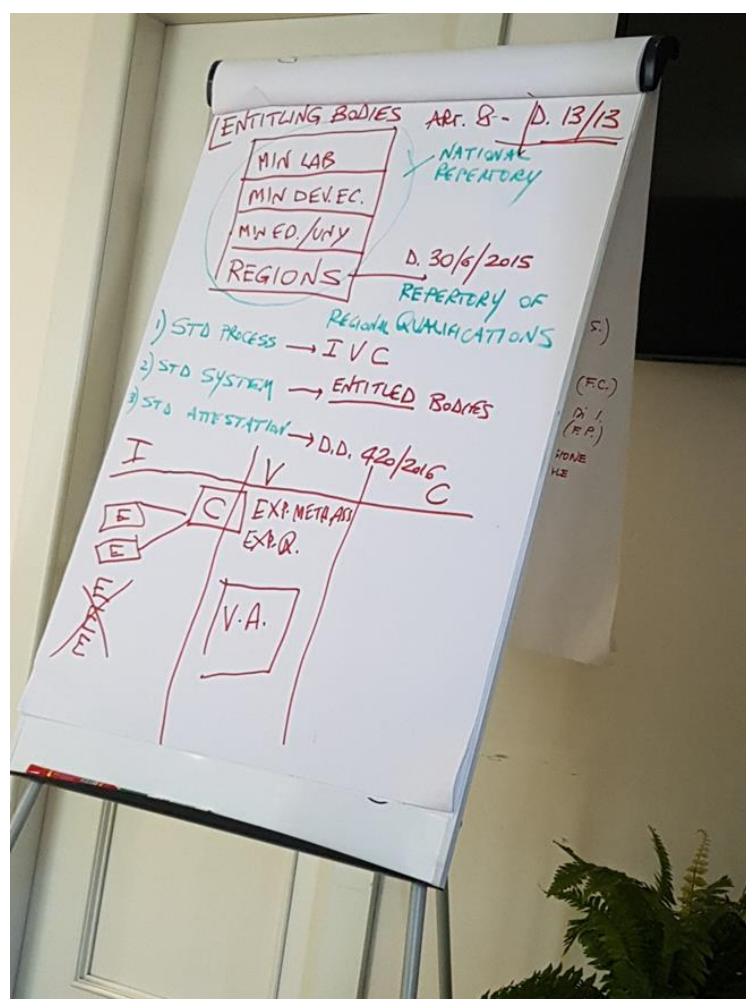 ENTITLING BODIES ART. 8 - D. 13/13
MIN LAB
NATIONAL
REPERTORY
MIN DEV. EC.
MIN ED./UNY
REGIONS
D. 30/6/2015
REPERTORY OF
REGIONAL QUALIFICATIONS
1) STD PROCESS → I V C
2) STD SYSTEM → ENTITLED BODIES
3) STD ATTESTATION → D.D. 420/2016
I V C
E C EXP. METH. ASS
E EXP. Q.
V.A.
S.)
(F.C.)
DI
(F.P.)